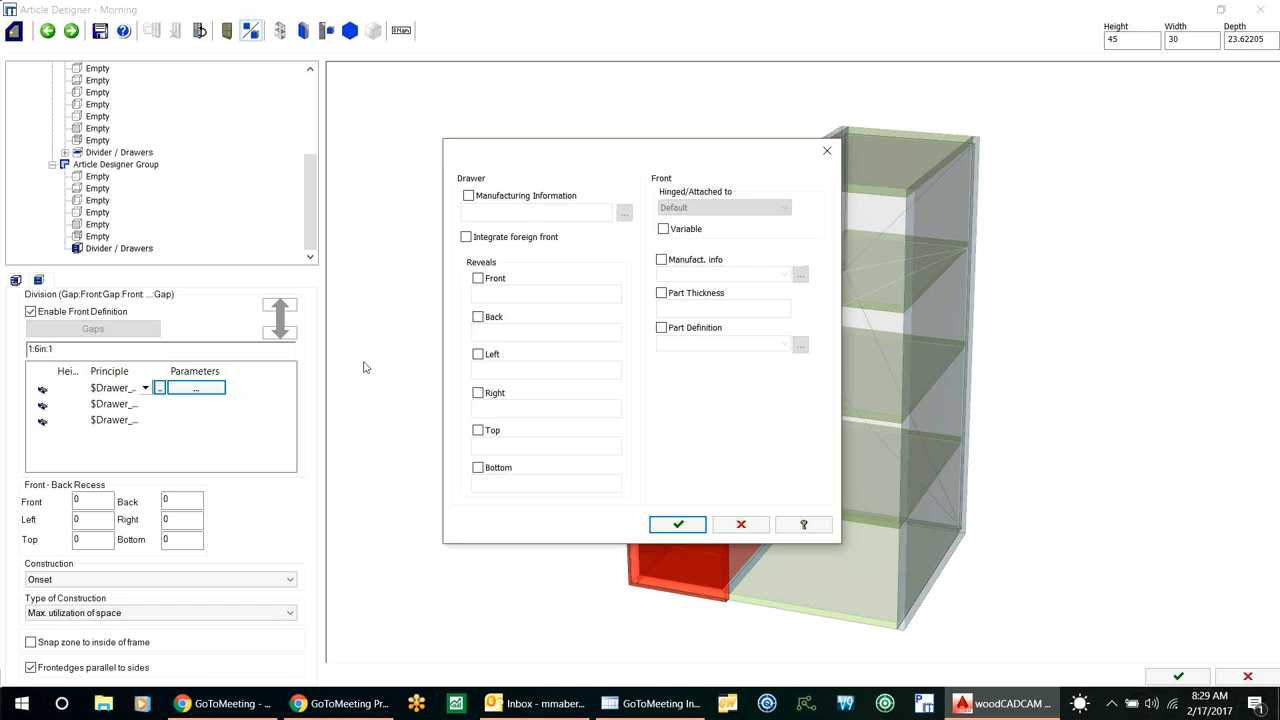 Article Designer - Morning
Height Width Depth
45 30 23.62205
Empty
Empty
Empty
Empty
Empty
Empty
Empty
Divider / Drawers
Article Designer Group
Empty
Empty
Empty
Empty
Empty
Empty
Divider / Drawers
Division (Gap:Front:Gap:Front: ...:Gap)
Enable Front Definition
Gaps
1:6in:1
Hei... Principle Parameters
$Drawer_... .. ...
$Drawer_...
$Drawer_...
Front - Back Recess
Front 0 Back 0
Left 0 Right 0
Top 0 Bottom 0
Construction
Onset
Type of Construction
Max. utilization of space
Snap zone to inside of frame
Frontedges parallel to sides
Drawer
Manufacturing Information
...
Integrate foreign front
Reveals
Front
Back
Left
Right
Top
Bottom
Front
Hinged/Attached to
Default
Variable
Manufact. info
...
Part Thickness
Part Definition
...
GoToMeeting - ...
GoToMeeting Pr...
Inbox - mmaber...
GoToMeeting In...
woodCADCAM ...
8:29 AM
2/17/2017